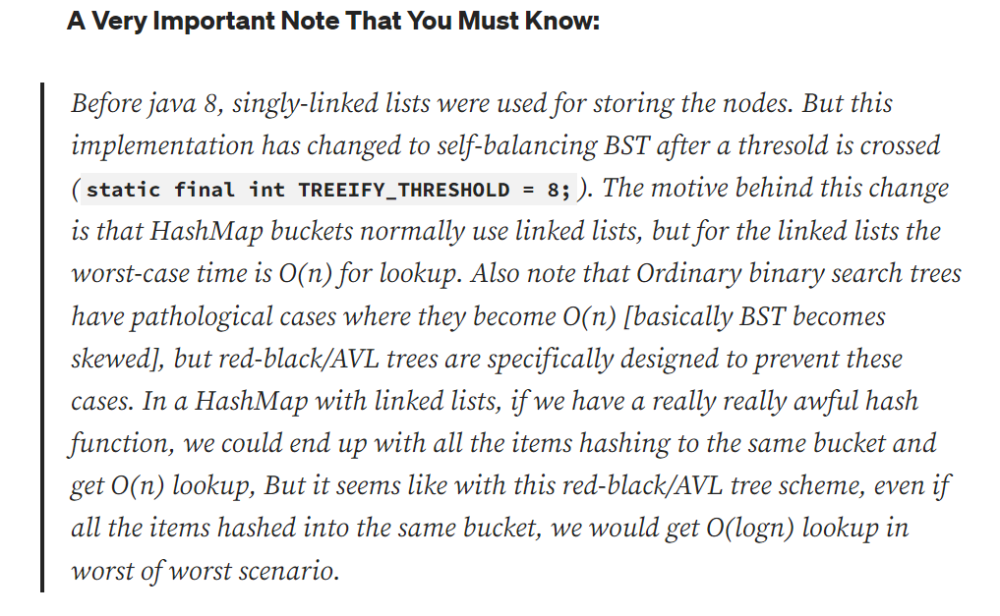 A Very Important Note That You Must Know:
Before java 8, singly-linked lists were used for storing the nodes. But this
implementation has changed to self-balancing BST after a thresold is crossed
( static final int TREEIFY_THRESHOLD = 8; ). The motive behind this change
is that HashMap buckets normally use linked lists, but for the linked lists the
worst-case time is O(n) for lookup. Also note that Ordinary binary search trees
have pathological cases where they become O(n) [basically BST becomes
skewed], but red-black/AVL trees are specifically designed to prevent these
cases. In a HashMap with linked lists, if we have a really really awful hash
function, we could end up with all the items hashing to the same bucket and
get O(n) lookup, But it seems like with this red-black/AVL tree scheme, even if
all the items hashed into the same bucket, we would get O(logn) lookup in
worst of worst scenario.